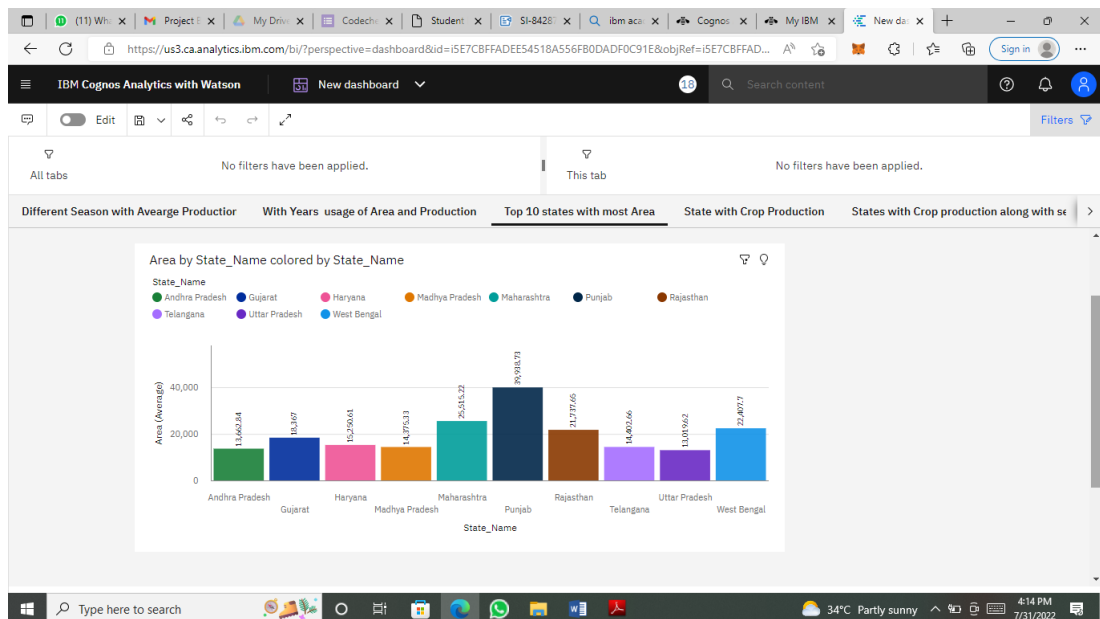 (11) Wh
Project E
My Driv
Codeche
Student
SI-8428
ibm aca
Cognos
My IBM
New da
https://us3.ca.analytics.ibm.com/bi/?perspective=dashboard&id=i5E7CBFFADEE54518A556FB0DADF0C91E&objRef=i5E7CBFFAD...
Sign in
IBM Cognos Analytics with Watson
New dashboard
18
Search content
Edit
Filters
All tabs
No filters have been applied.
This tab
No filters have been applied.
Different Season with Avearge Productior
With Years usage of Area and Production
Top 10 states with most Area
State with Crop Production
States with Crop production along with se
Area by State_Name colored by State_Name
State_Name
Andhra Pradesh Gujarat Haryana Madhya Pradesh Maharashtra Punjab Rajasthan
Telangana Uttar Pradesh West Bengal
Area (Average)
40,000
20,000
0
13,662.84
18,367
15,250.61
14,375.33
25,515.22
39,938.73
21,737.65
14,402.66
13,019.62
22,407.7
Andhra Pradesh Haryana Maharashtra Rajasthan Uttar Pradesh
Gujarat Madhya Pradesh Punjab Telangana West Bengal
State_Name
Type here to search
34°C Partly sunny
4:14 PM
7/31/2022